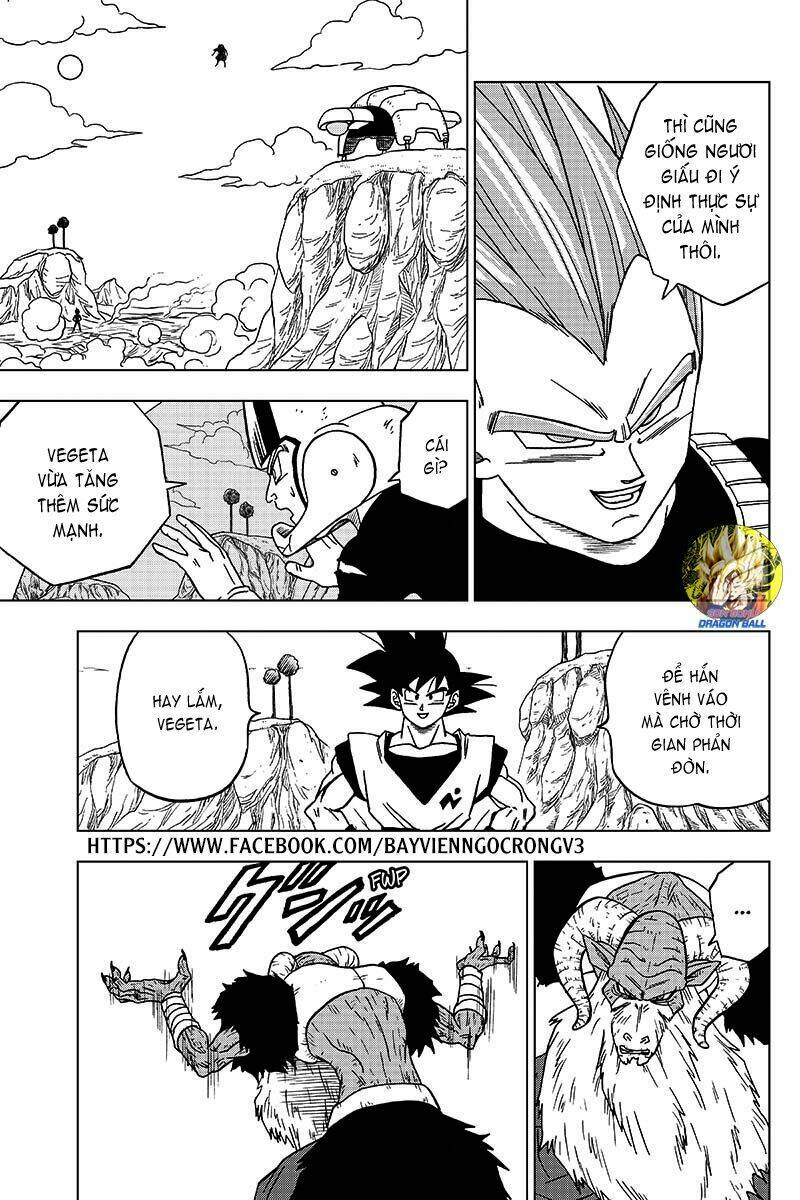 THÌ CŨNG
GIỐNG NGƯƠI
GIẤU ĐI Ý
ĐỊNH THỰC SỰ
CỦA MÌNH
THÔI.
CÁI
GÌ?
VEGETA
VỪA TĂNG
THÊM SỨC
MẠNH.
DRAGON BALL
ĐỂ HẮN
VÊNH VÁO
MÀ CHỜ THỜI
GIAN PHẢN
ĐÒN.
HAY LẮM,
VEGETA.
HTTPS://WWW.FACEBOOK.COM/BAYVIENNGOCRONGV3
...
FWP